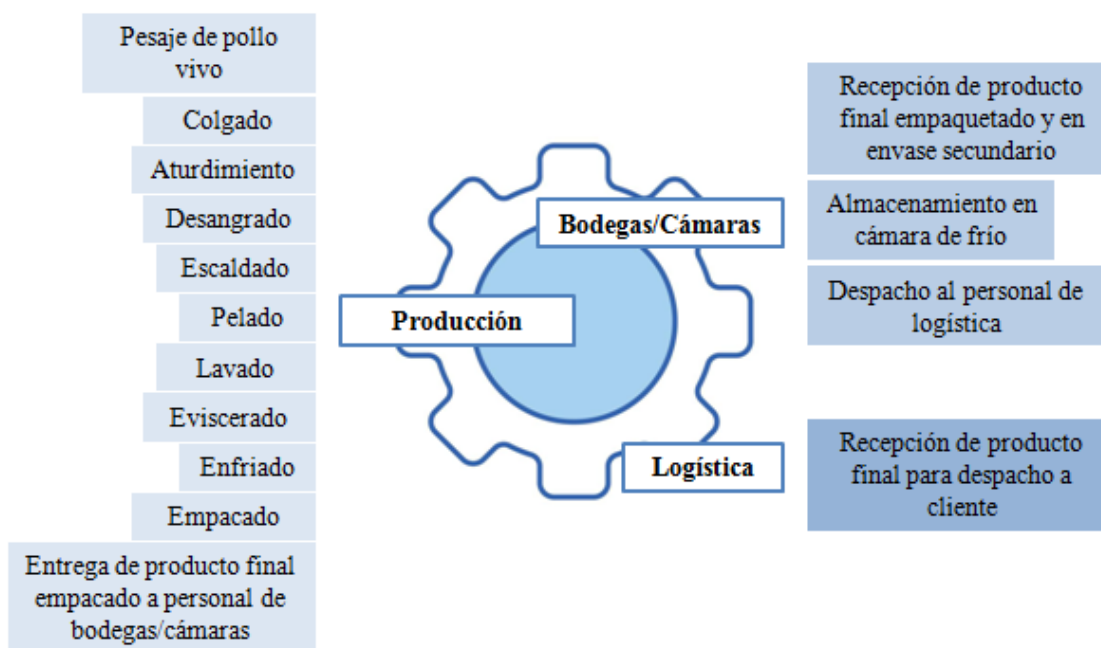 Pesaje de pollo
vivo
Colgado
Aturdimiento
Desangrado
Escaldado
Pelado
Lavado
Eviscerado
Enfriado
Empacado
Entrega de producto final
empacado a personal de
bodegas/cámaras
Producción
Bodegas/Cámaras
Logística
Recepción de producto
final empaquetado y en
envase secundario
Almacenamiento en
cámara de frío
Despacho al personal de
logística
Recepción de producto
final para despacho a
cliente